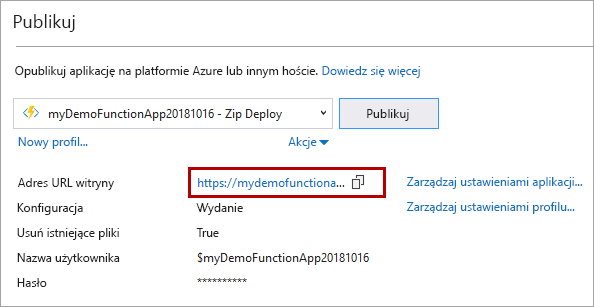 Publikuj
Opublikuj aplikację na platformie Azure lub innym hoście. Dowiedz się więcej
myDemoFunctionApp20181016 - Zip Deploy Publikuj
Nowy profil... Akcje
Adres URL witryny https://mydemofunctiona... Zarządzaj ustawieniami aplikacji...
Konfiguracja Wydanie Zarządzaj ustawieniami profilu...
Usuń istniejące pliki True
Nazwa użytkownika $myDemoFunctionApp20181016
Hasło **********